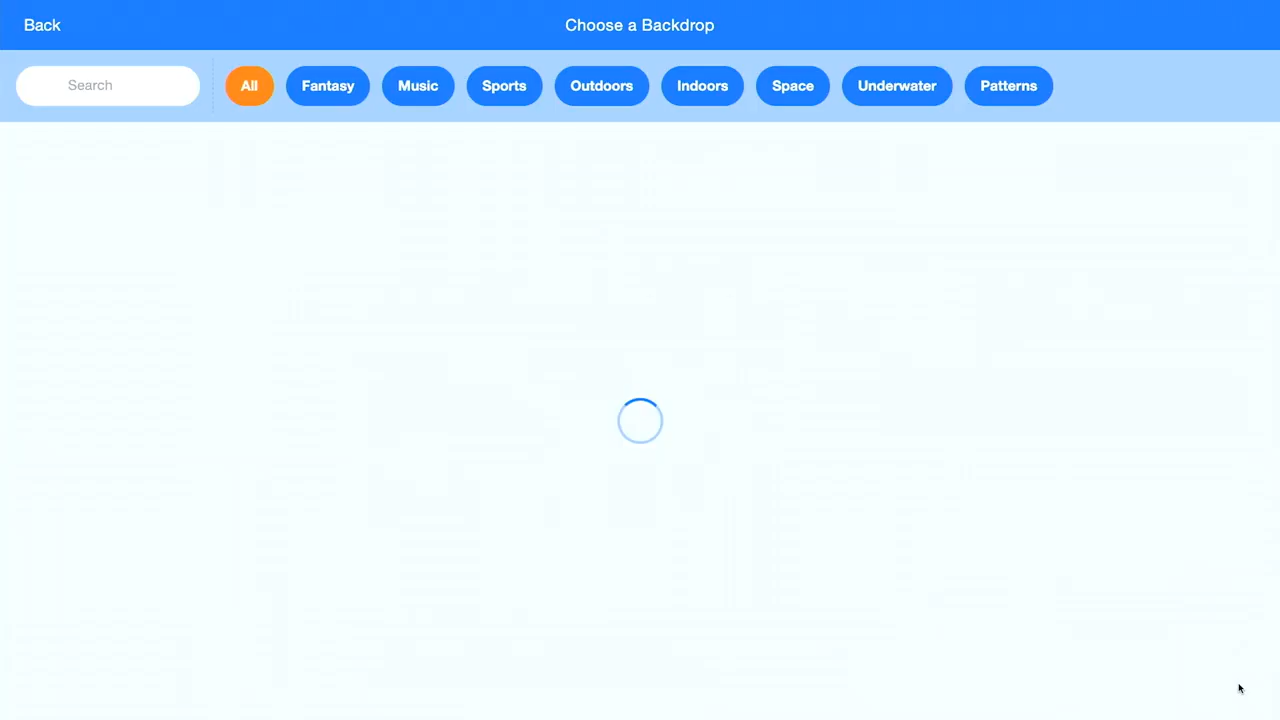 Back
Choose a Backdrop
Search
All
Fantasy
Music
Sports
Outdoors
Indoors
Space
Underwater
Patterns